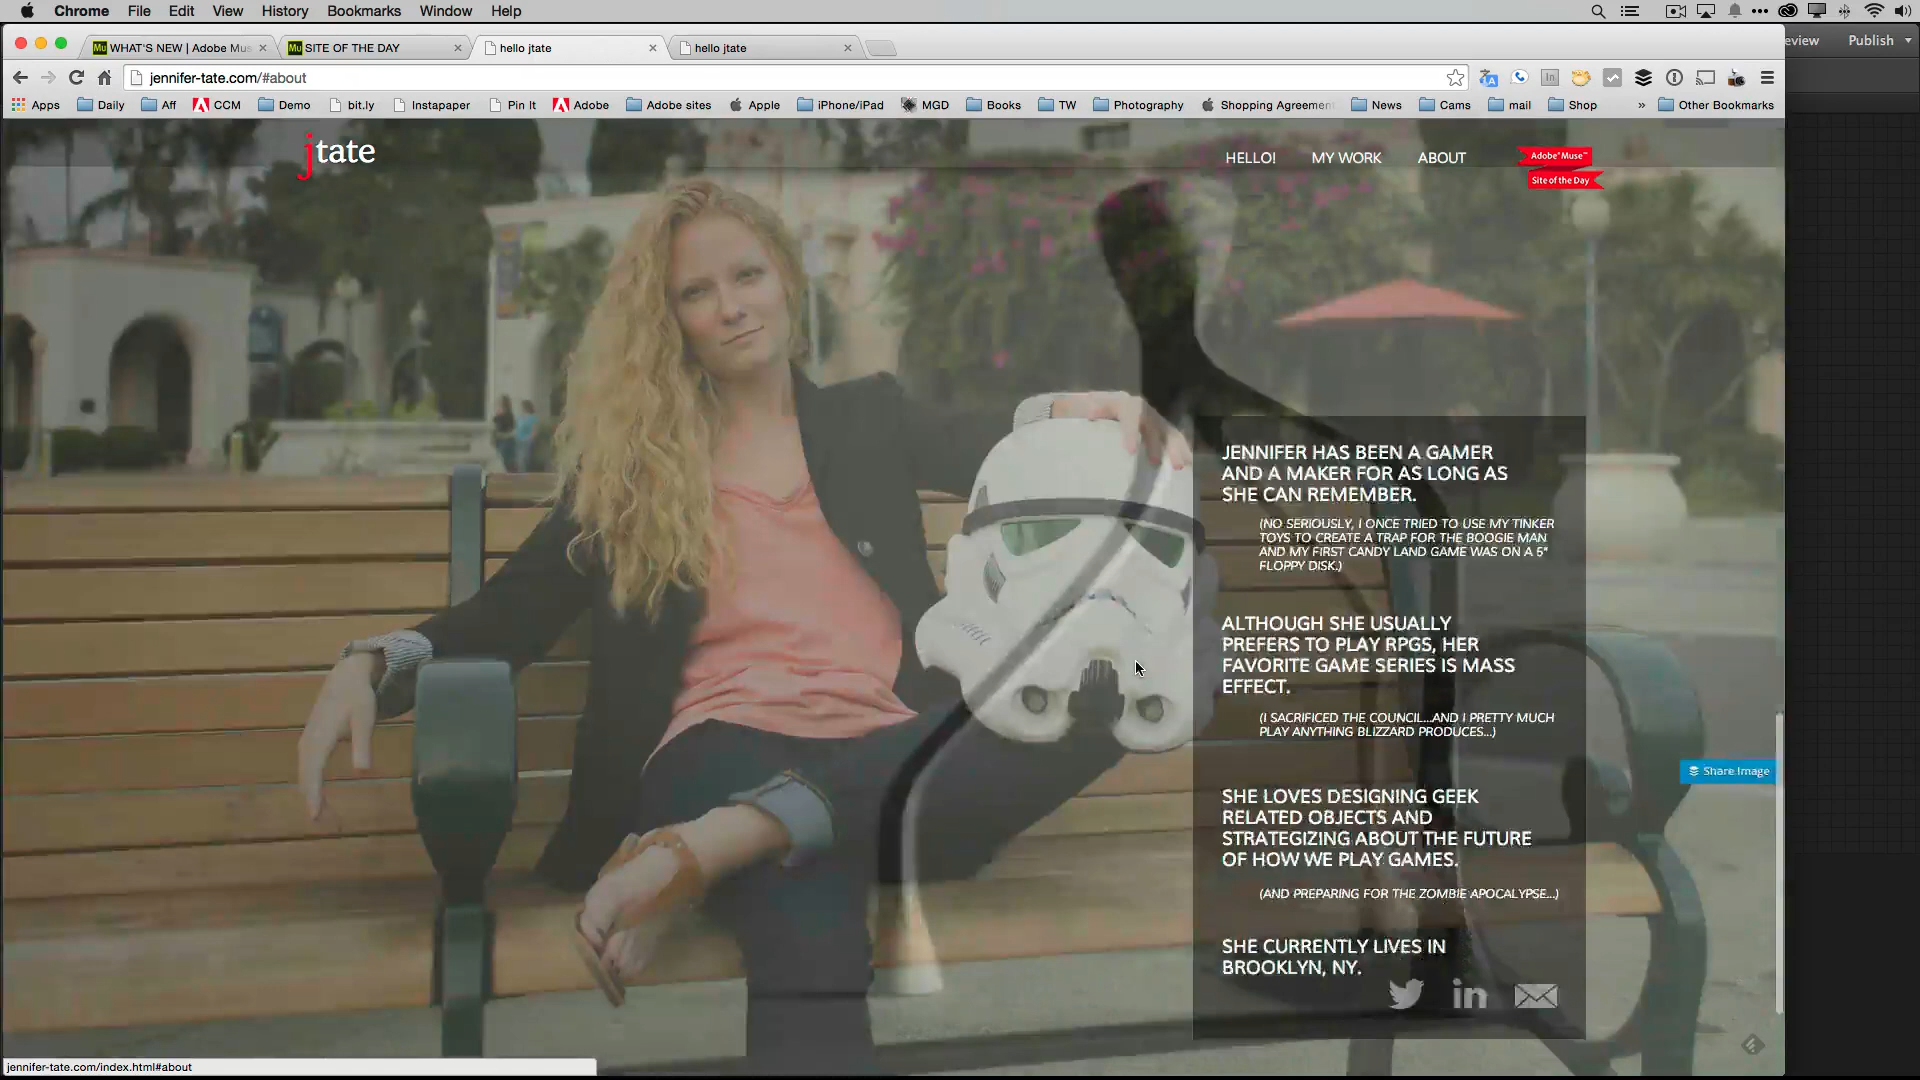 Chrome File Edit View History Bookmarks Window Help
WHAT'S NEW | Adobe Mus
SITE OF THE DAY
hello jtate
hello jtate
eview
Publish
jennifer-tate.com/#about
Apps Daily Aff CCM Demo bit.ly Instapaper Pin It Adobe Adobe sites Apple iPhone/iPad MGD Books TW Photography Shopping Agreemen News Cams mail Shop » Other Bookmarks
jtate
HELLO! MY WORK ABOUT
Adobe® Muse™
Site of the Day
JENNIFER HAS BEEN A GAMER
AND A MAKER FOR AS LONG AS
SHE CAN REMEMBER.
(NO SERIOUSLY, I ONCE TRIED TO USE MY TINKER
TOYS TO CREATE A TRAP FOR THE BOOGIE MAN
AND MY FIRST CANDY LAND GAME WAS ON A 5"
FLOPPY DISK.)
ALTHOUGH SHE USUALLY
PREFERS TO PLAY RPGS, HER
FAVORITE GAME SERIES IS MASS
EFFECT.
(I SACRIFICED THE COUNCIL...AND I PRETTY MUCH
PLAY ANYTHING BLIZZARD PRODUCES...)
Share Image
SHE LOVES DESIGNING GEEK
RELATED OBJECTS AND
STRATEGIZING ABOUT THE FUTURE
OF HOW WE PLAY GAMES.
(AND PREPARING FOR THE ZOMBIE APOCALYPSE...)
SHE CURRENTLY LIVES IN
BROOKLYN, NY.
in
jennifer-tate.com/index.html#about